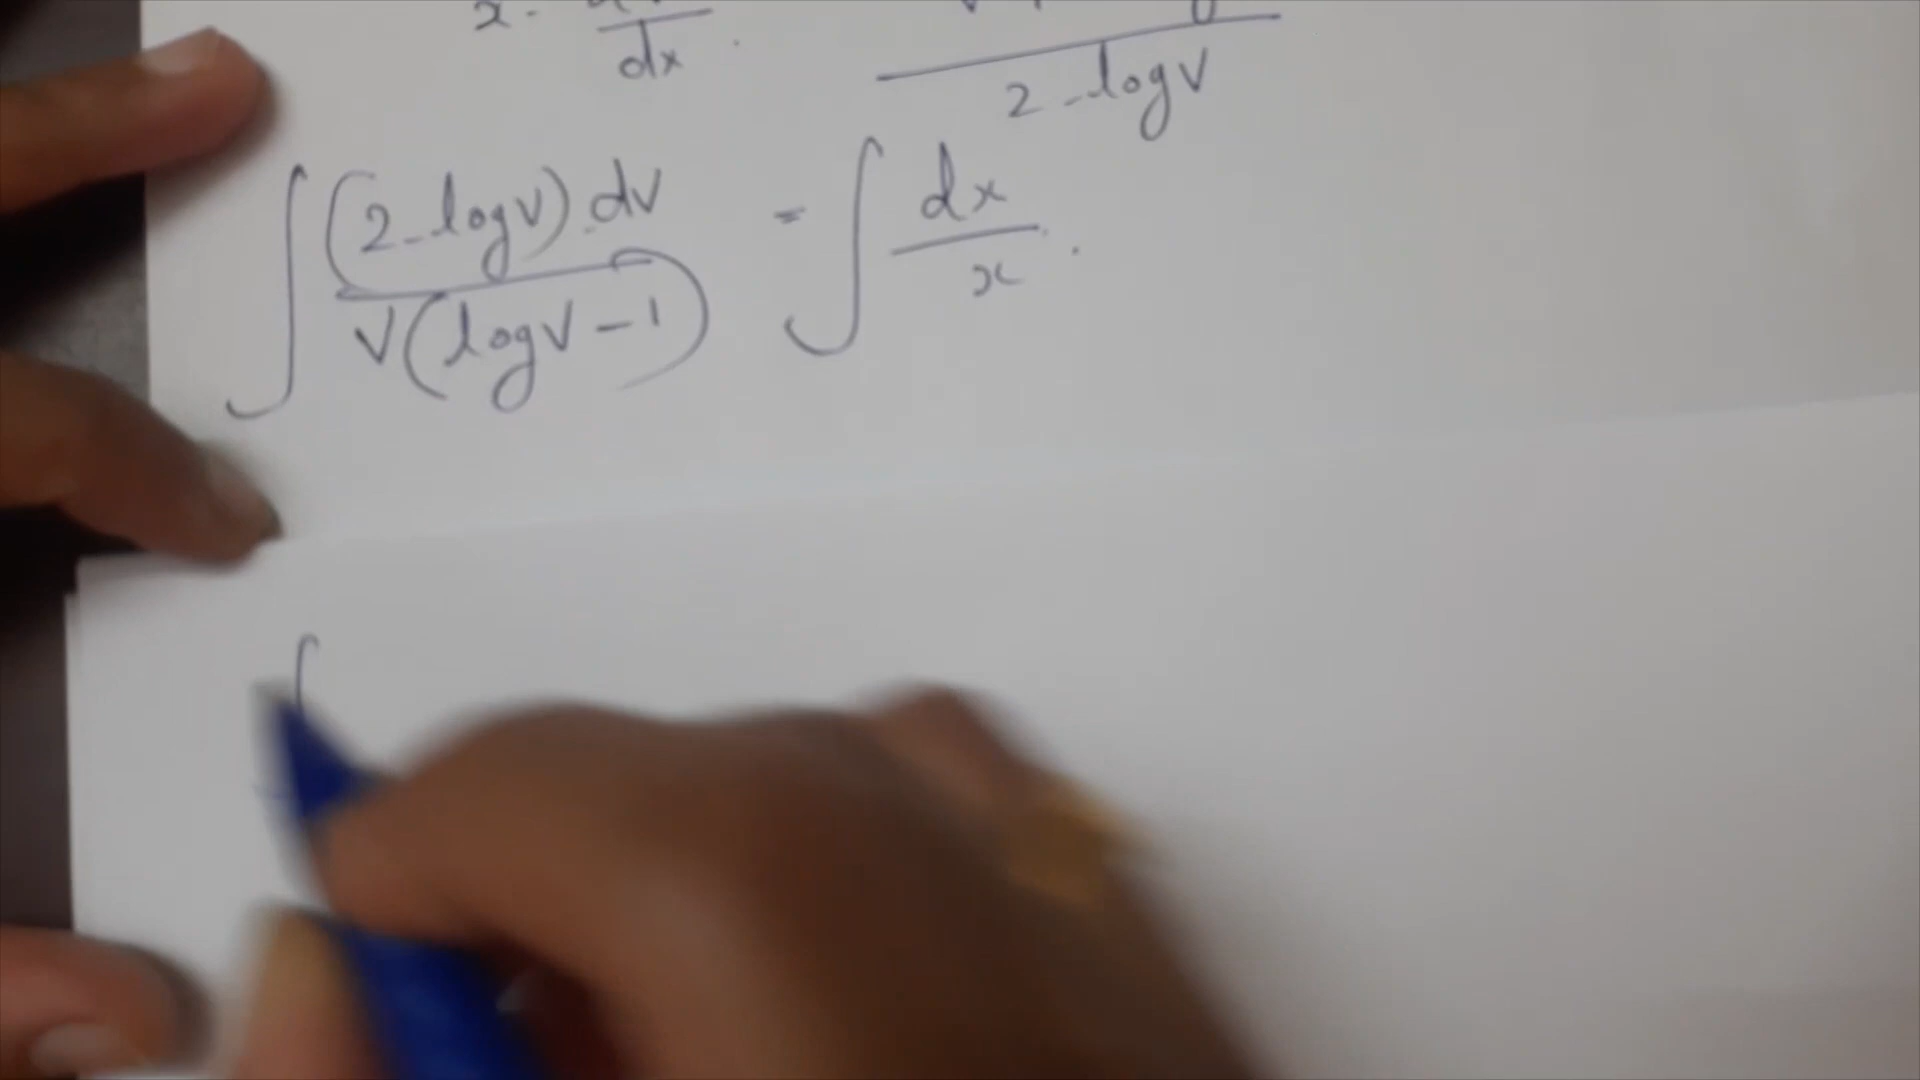 x . dx
2 - log V
∫ (2 - log V) . dV / V (log V - 1) = ∫ dx / x .
∫